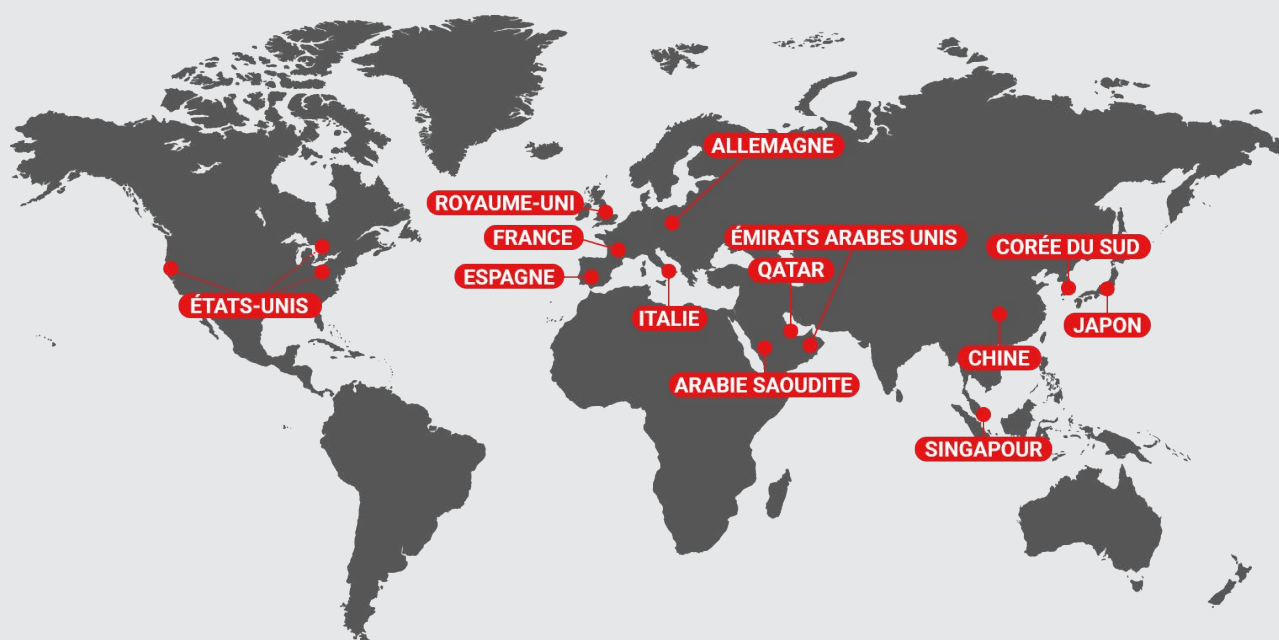 ALLEMAGNE
ROYAUME-UNI
FRANCE
ÉMIRATS ARABES UNIS
CORÉE DU SUD
QATAR
ESPAGNE
ÉTATS-UNIS
ITALIE
JAPON
CHINE
ARABIE SAOUDITE
SINGAPOUR